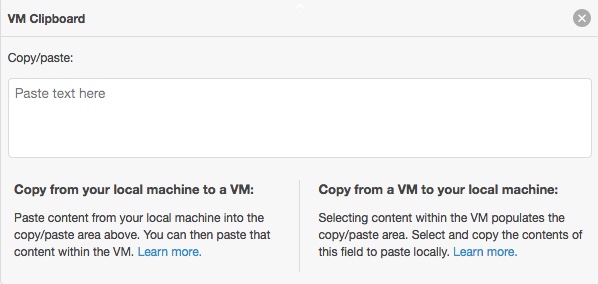 VM Clipboard
Copy/paste:
Paste text here
Copy from your local machine to a VM:
Paste content from your local machine into the
copy/paste area above. You can then paste that
content within the VM. Learn more.
Copy from a VM to your local machine:
Selecting content within the VM populates the
copy/paste area. Select and copy the contents of
this field to paste locally. Learn more.